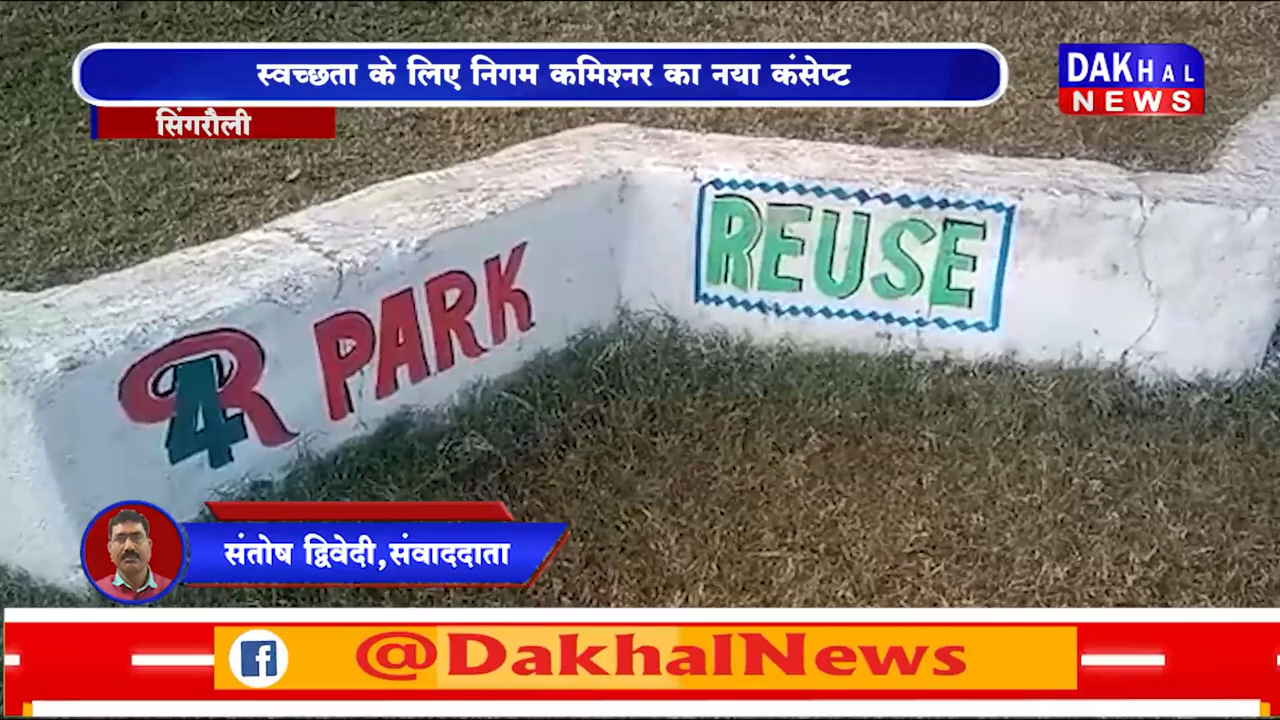 स्वच्छता के लिए निगम कमिश्नर का नया कंसेप्ट
DAKHAL
NEWS
सिंगरौली
4R PARK
REUSE
संतोष द्विवेदी,संवाददाता
@DakhalNews